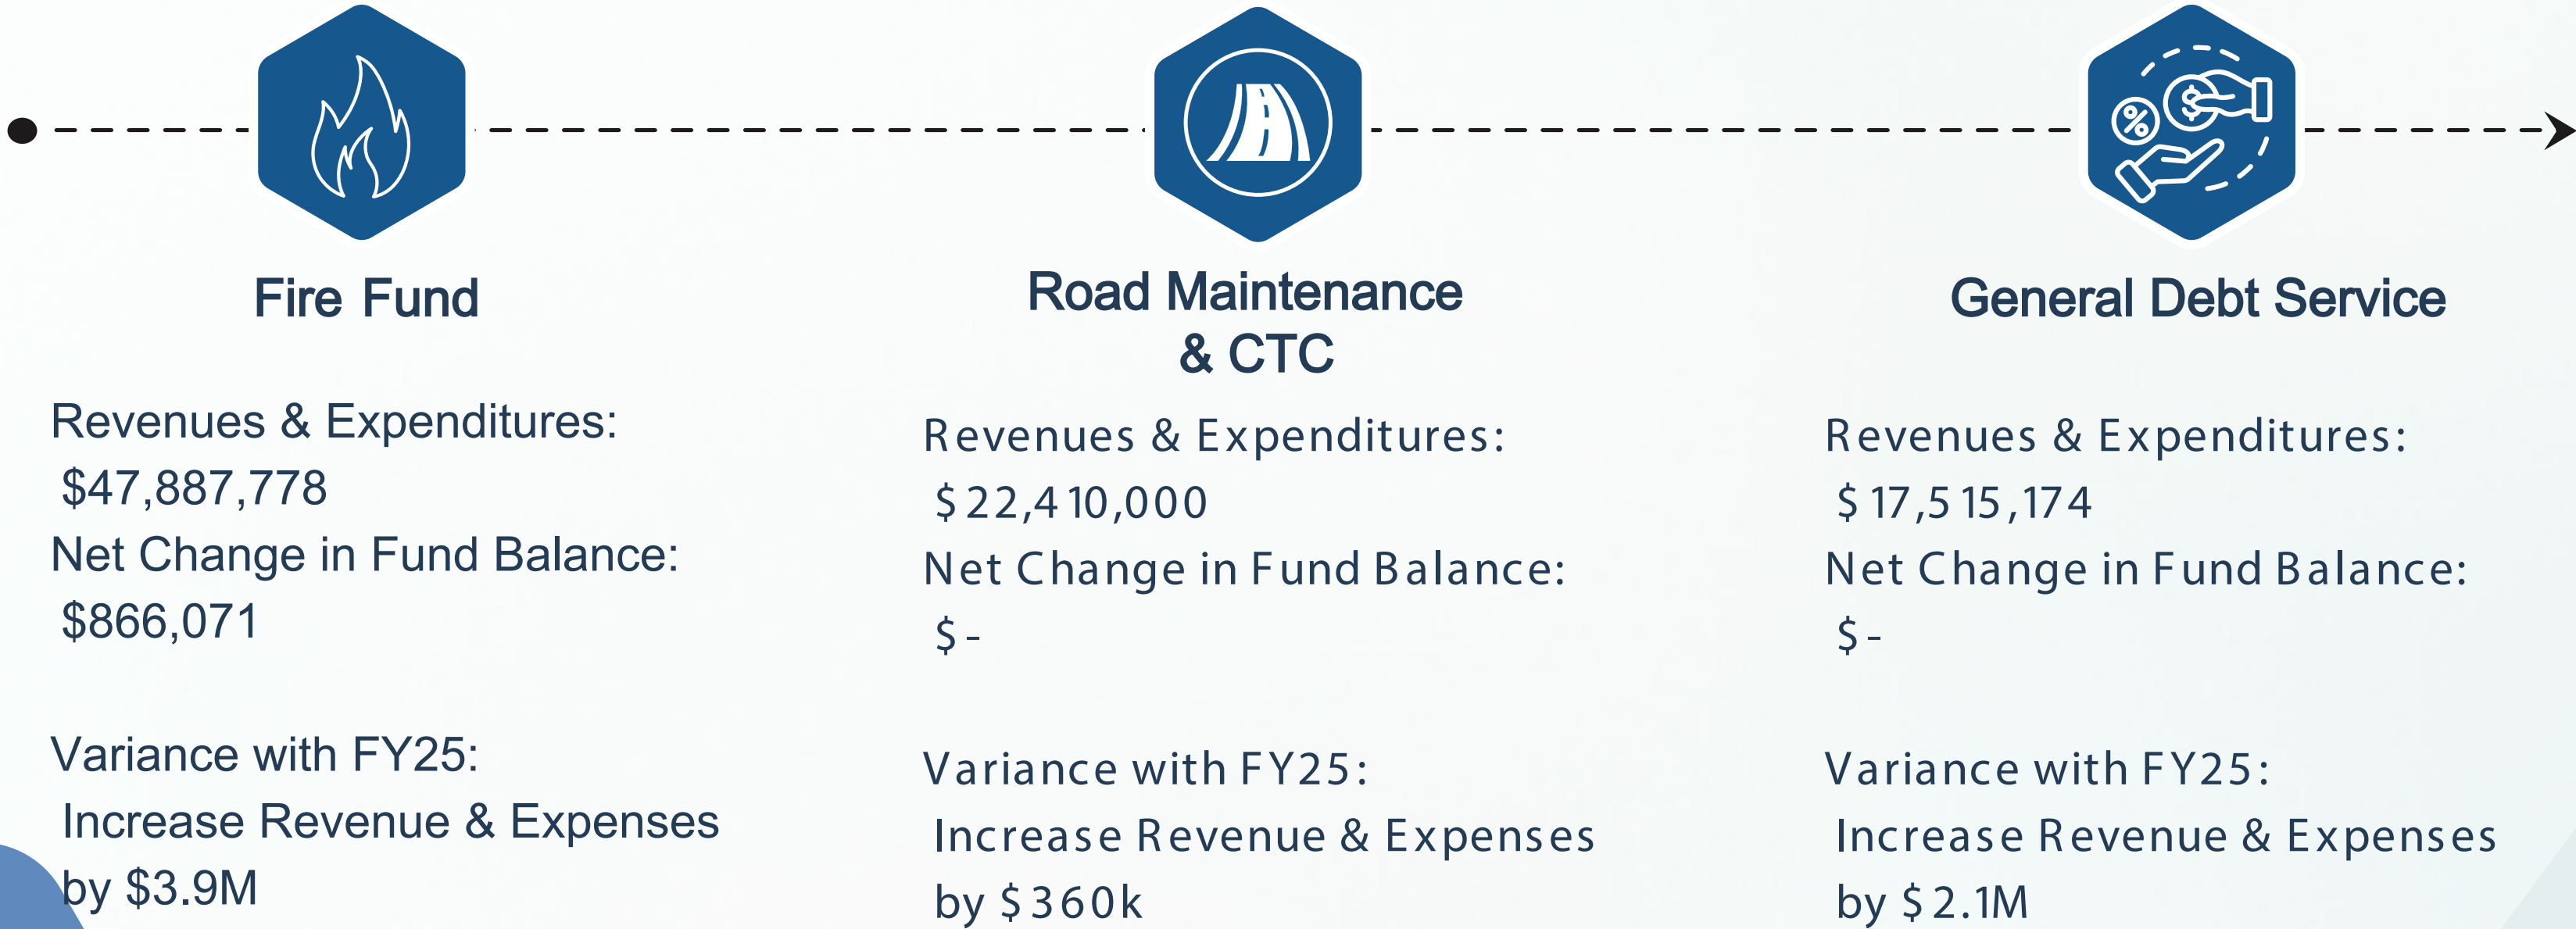 Fire Fund
Revenues & Expenditures:
$47,887,778
Net Change in Fund Balance:
$866,071
Variance with FY25:
Increase Revenue & Expenses
by $3.9M
Road Maintenance
& CTC
Revenues & Expenditures:
$22,410,000
Net Change in Fund Balance:
$-
Variance with FY25:
Increase Revenue & Expenses
by $360k
General Debt Service
Revenues & Expenditures:
$17,515,174
Net Change in Fund Balance:
$-
Variance with FY25:
Increase Revenue & Expenses
by $2.1M